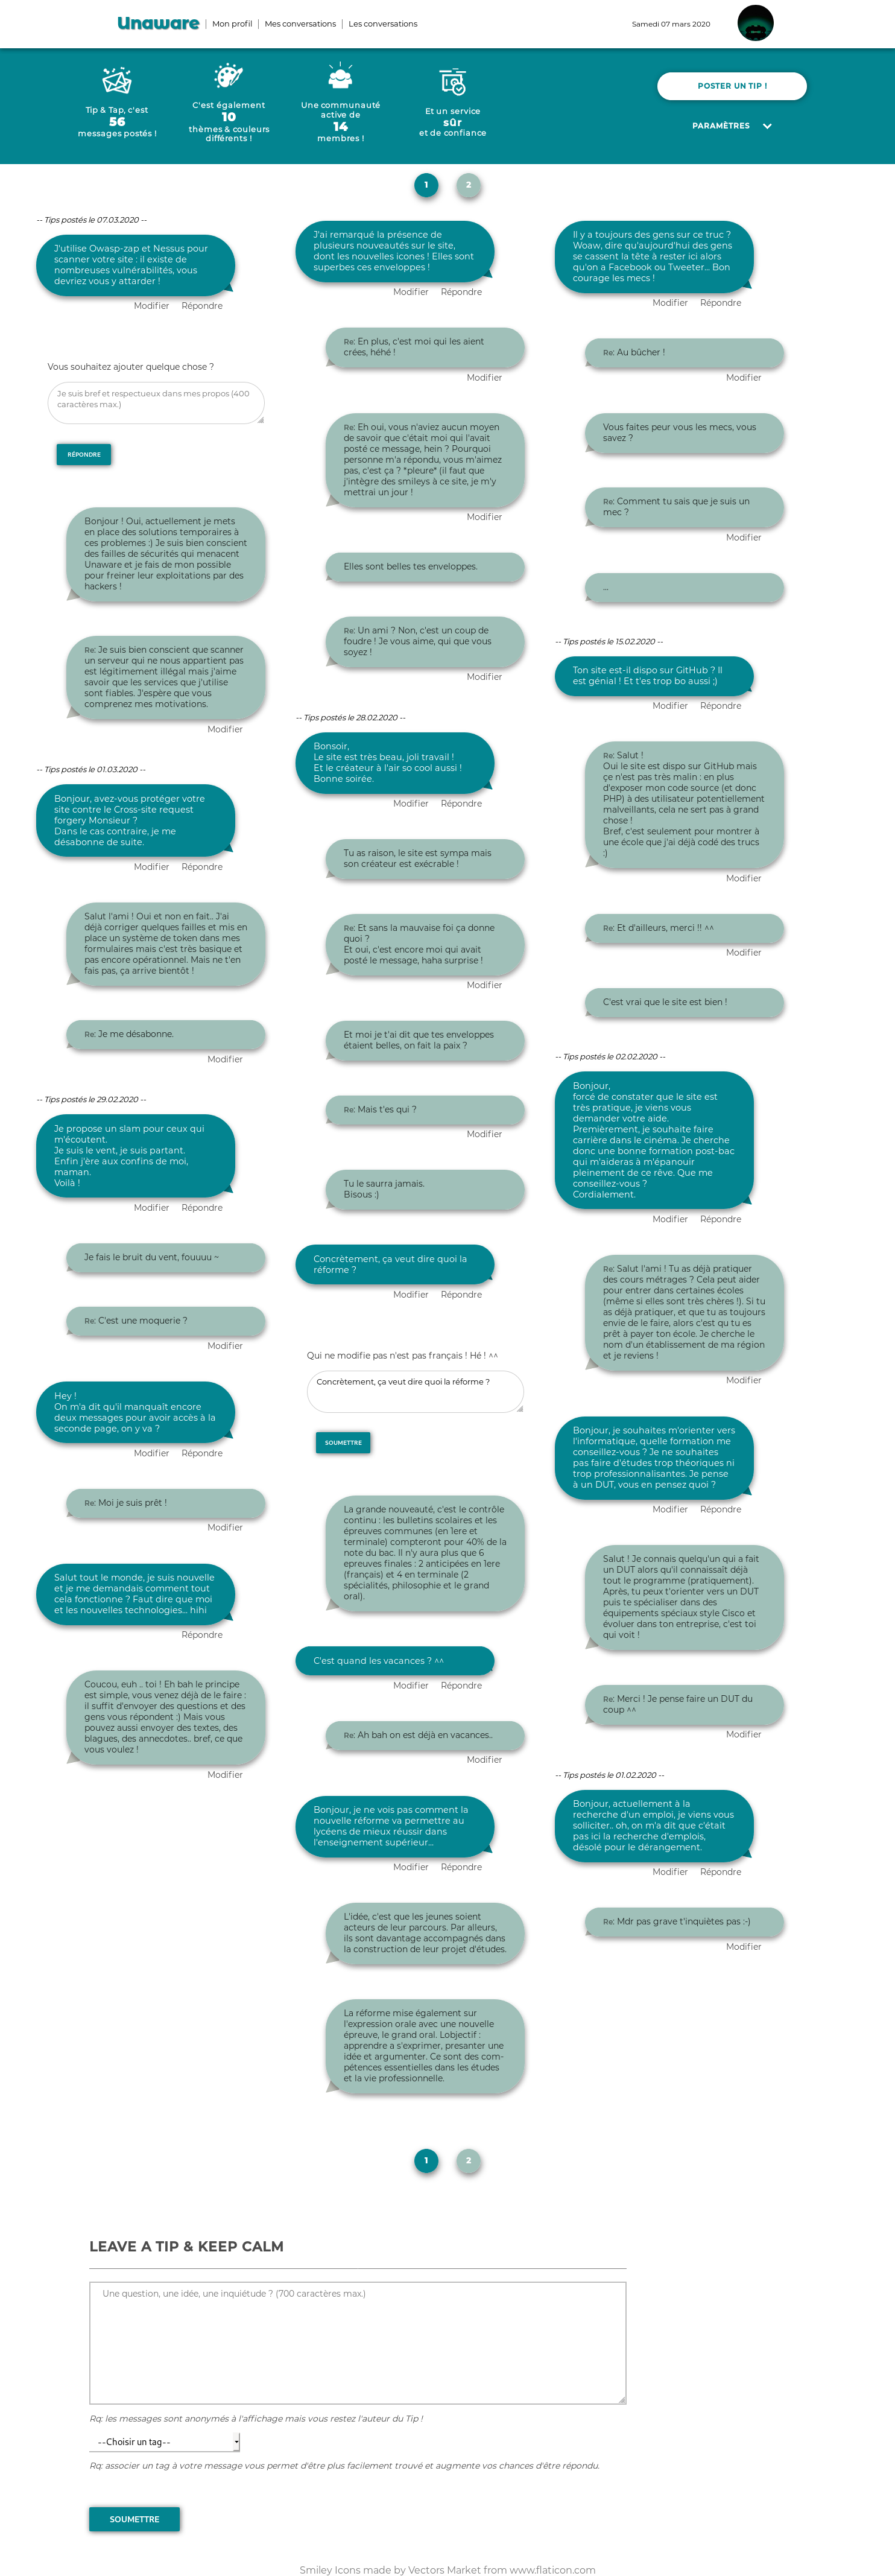 Unaware
Mon profil
Mes conversations
Les conversations
Samedi 07 mars 2020
Tip & Tap, c'est
56
messages postés !
C'est également
10
thèmes & couleurs
différents !
Une communauté
active de
14
membres !
Et un service
sûr
et de confiance
POSTER UN TIP !
PARAMÈTRES
1
2
-- Tips postés le 07.03.2020 --
J'utilise Owasp-zap et Nessus pour
scanner votre site : il existe de
nombreuses vulnérabilités, vous
devriez vous y attarder !
Modifier Répondre
Vous souhaitez ajouter quelque chose ?
Je suis bref et respectueux dans mes propos (400
caractères max.)
RÉPONDRE
Bonjour ! Oui, actuellement je mets
en place des solutions temporaires à
ces problemes :) Je suis bien conscient
des failles de sécurités qui menacent
Unaware et je fais de mon possible
pour freiner leur exploitations par des
hackers !
Re: Je suis bien conscient que scanner
un serveur qui ne nous appartient pas
est légitimement illégal mais j'aime
savoir que les services que j'utilise
sont fiables. J'espère que vous
comprenez mes motivations.
Modifier
-- Tips postés le 01.03.2020 --
Bonjour, avez-vous protéger votre
site contre le Cross-site request
forgery Monsieur ?
Dans le cas contraire, je me
désabonne de suite.
Modifier Répondre
Salut l'ami ! Oui et non en fait.. J'ai
déjà corriger quelques failles et mis en
place un système de token dans mes
formulaires mais c'est très basique et
pas encore opérationnel. Mais ne t'en
fais pas, ça arrive bientôt !
Re: Je me désabonne.
Modifier
-- Tips postés le 29.02.2020 --
Je propose un slam pour ceux qui
m'écoutent.
Je suis le vent, je suis partant.
Enfin j'ère aux confins de moi,
maman.
Voilà !
Modifier Répondre
Je fais le bruit du vent, fouuuu ~
Re: C'est une moquerie ?
Modifier
Hey !
On m'a dit qu'il manquaît encore
deux messages pour avoir accès à la
seconde page, on y va ?
Modifier Répondre
Re: Moi je suis prêt !
Modifier
Salut tout le monde, je suis nouvelle
et je me demandais comment tout
cela fonctionne ? Faut dire que moi
et les nouvelles technologies... hihi
Répondre
Coucou, euh .. toi ! Eh bah le principe
est simple, vous venez déjà de le faire :
il suffit d'envoyer des questions et des
gens vous répondent :) Mais vous
pouvez aussi envoyer des textes, des
blagues, des annecdotes.. bref, ce que
vous voulez !
Modifier
J'ai remarqué la présence de
plusieurs nouveautés sur le site,
dont les nouvelles icones ! Elles sont
superbes ces enveloppes !
Modifier Répondre
Re: En plus, c'est moi qui les aient
crées, héhé !
Modifier
Re: Eh oui, vous n'aviez aucun moyen
de savoir que c'était moi qui l'avait
posté ce message, hein ? Pourquoi
personne m'a répondu, vous m'aimez
pas, c'est ça ? *pleure* (il faut que
j'intègre des smileys à ce site, je m'y
mettrai un jour !
Modifier
Elles sont belles tes enveloppes.
Re: Un ami ? Non, c'est un coup de
foudre ! Je vous aime, qui que vous
soyez !
Modifier
-- Tips postés le 28.02.2020 --
Bonsoir,
Le site est très beau, joli travail !
Et le créateur à l'air so cool aussi !
Bonne soirée.
Modifier Répondre
Tu as raison, le site est sympa mais
son créateur est exécrable !
Re: Et sans la mauvaise foi ça donne
quoi ?
Et oui, c'est encore moi qui avait
posté le message, haha surprise !
Modifier
Et moi je t'ai dit que tes enveloppes
étaient belles, on fait la paix ?
Re: Mais t'es qui ?
Modifier
Tu le saurra jamais.
Bisous :)
Concrètement, ça veut dire quoi la
réforme ?
Modifier Répondre
Qui ne modifie pas n'est pas français ! Hé ! ^^
Concrètement, ça veut dire quoi la réforme ?
SOUMETTRE
La grande nouveauté, c'est le contrôle
continu : les bulletins scolaires et les
épreuves communes (en 1ere et
terminale) compteront pour 40% de la
note du bac. Il n'y aura plus que 6
epreuves finales : 2 anticipées en 1ere
(français) et 4 en terminale (2
spécialités, philosophie et le grand
oral).
C'est quand les vacances ? ^^
Modifier Répondre
Re: Ah bah on est déjà en vacances..
Modifier
Bonjour, je ne vois pas comment la
nouvelle réforme va permettre au
lycéens de mieux réussir dans
l'enseignement supérieur...
Modifier Répondre
L'idée, c'est que les jeunes soient
acteurs de leur parcours. Par alleurs,
ils sont davantage accompagnés dans
la construction de leur projet d'études.
La réforme mise également sur
l'expression orale avec une nouvelle
épreuve, le grand oral. Lobjectif :
apprendre a s'exprimer, presanter une
idée et argumenter. Ce sont des com-
pétences essentielles dans les études
et la vie professionnelle.
Il y a toujours des gens sur ce truc ?
Woaw, dire qu'aujourd'hui des gens
se cassent la tête à rester ici alors
qu'on a Facebook ou Tweeter... Bon
courage les mecs !
Modifier Répondre
Re: Au bûcher !
Modifier
Vous faites peur vous les mecs, vous
savez ?
Re: Comment tu sais que je suis un
mec ?
Modifier
...
-- Tips postés le 15.02.2020 --
Ton site est-il dispo sur GitHub ? Il
est génial ! Et t'es trop bo aussi ;)
Modifier Répondre
Re: Salut !
Oui le site est dispo sur GitHub mais
çe n'est pas très malin : en plus
d'exposer mon code source (et donc
PHP) à des utilisateur potentiellement
malveillants, cela ne sert pas à grand
chose !
Bref, c'est seulement pour montrer à
une école que j'ai déjà codé des trucs
:)
Modifier
Re: Et d'ailleurs, merci !! ^^
Modifier
C'est vrai que le site est bien !
-- Tips postés le 02.02.2020 --
Bonjour,
forcé de constater que le site est
très pratique, je viens vous
demander votre aide.
Premièrement, je souhaite faire
carrière dans le cinéma. Je cherche
donc une bonne formation post-bac
qui m'aideras à m'épanouir
pleinement de ce rêve. Que me
conseillez-vous ?
Cordialement.
Modifier Répondre
Re: Salut l'ami ! Tu as déjà pratiquer
des cours métrages ? Cela peut aider
pour entrer dans certaines écoles
(même si elles sont très chères !). Si tu
as déjà pratiquer, et que tu as toujours
envie de le faire, alors c'est qu tu es
prêt à payer ton école. Je cherche le
nom d'un établissement de ma région
et je reviens !
Modifier
Bonjour, je souhaites m'orienter vers
l'informatique, quelle formation me
conseillez-vous ? Je ne souhaites
pas faire d'études trop théoriques ni
trop professionnalisantes. Je pense
à un DUT, vous en pensez quoi ?
Modifier Répondre
Salut ! Je connais quelqu'un qui a fait
un DUT alors qu'il connaissaît déjà
tout le programme (pratiquement).
Après, tu peux t'orienter vers un DUT
puis te spécialiser dans des
équipements spéciaux style Cisco et
évoluer dans ton entreprise, c'est toi
qui voit !
Re: Merci ! Je pense faire un DUT du
coup ^^
Modifier
-- Tips postés le 01.02.2020 --
Bonjour, actuellement à la
recherche d'un emploi, je viens vous
solliciter.. oh, on m'a dit que c'était
pas ici la recherche d'emplois,
désolé pour le dérangement.
Modifier Répondre
Re: Mdr pas grave t'inquiètes pas :-)
Modifier
1
2
LEAVE A TIP & KEEP CALM
Une question, une idée, une inquiétude ? (700 caractères max.)
Rq: les messages sont anonymés à l'affichage mais vous restez l'auteur du Tip !
--Choisir un tag--
Rq: associer un tag à votre message vous permet d'être plus facilement trouvé et augmente vos chances d'être répondu.
SOUMETTRE
Smiley Icons made by Vectors Market from www.flaticon.com